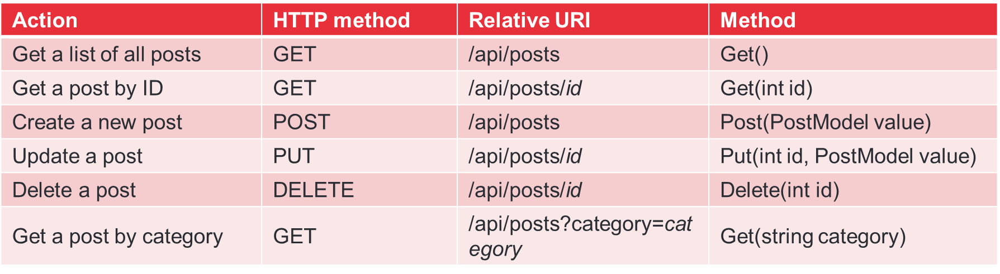 Action HTTP method Relative URI Method
Get a list of all posts GET /api/posts Get()
Get a post by ID GET /api/posts/id Get(int id)
Create a new post POST /api/posts Post(PostModel value)
Update a post PUT /api/posts/id Put(int id, PostModel value)
Delete a post DELETE /api/posts/id Delete(int id)
Get a post by category GET /api/posts?category=cat
egory Get(string category)